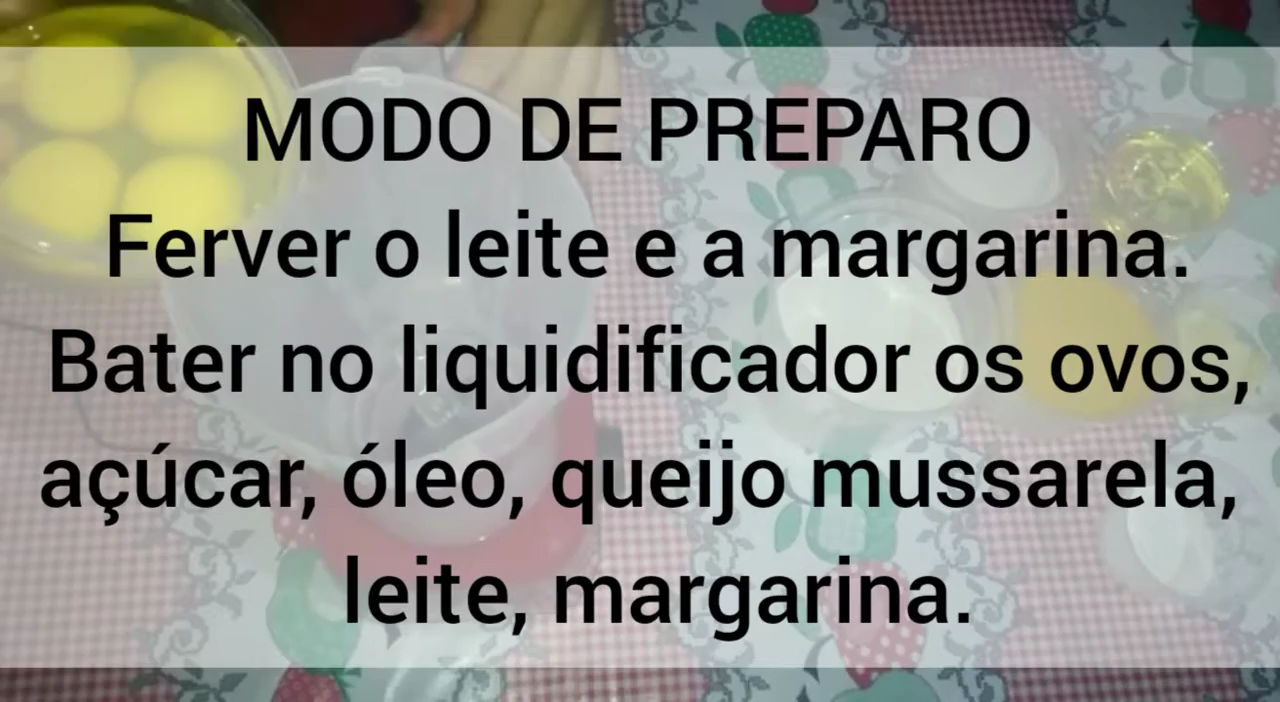 MODO DE PREPARO
Ferver o leite e a margarina.
Bater no liquidificador os ovos,
açúcar, óleo, queijo mussarela,
leite, margarina.